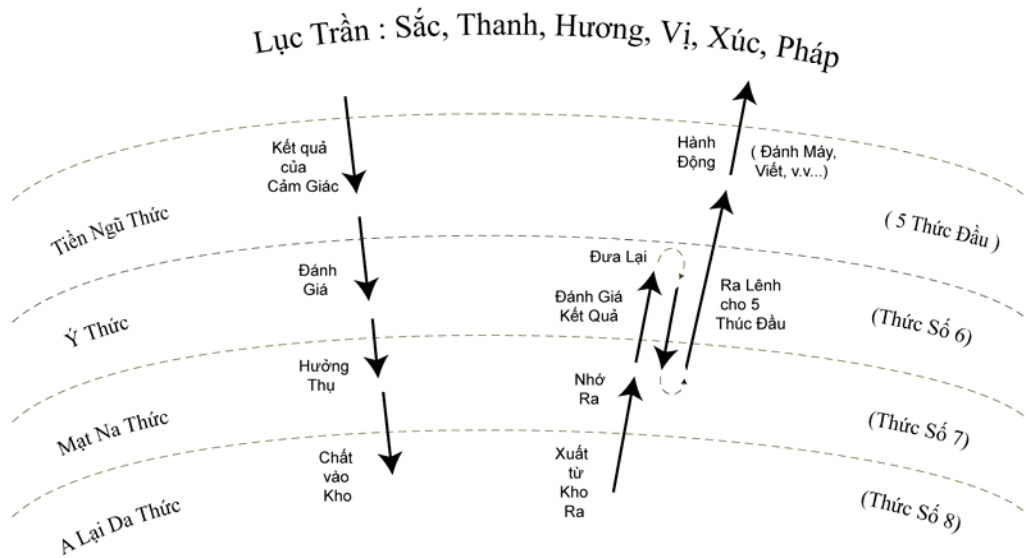 Lục Trần : Sắc, Thanh, Hương, Vị, Xúc, Pháp
Kết quả
của
Cảm Giác
Hành
Động
( Đánh Máy,
Viết, v.v...)
Tiền Ngũ Thức
( 5 Thức Đầu )
Đánh
Giá
Đưa Lại
Đánh Giá
Kết Quả
Ra Lênh
cho 5
Thúc Đầu
Ý Thức
(Thức Số 6)
Hưởng
Thụ
Nhớ
Ra
Mạt Na Thức
(Thức Số 7)
Chất
vào
Kho
Xuất
từ
Kho
Ra
A Lại Da Thức
(Thức Số 8)